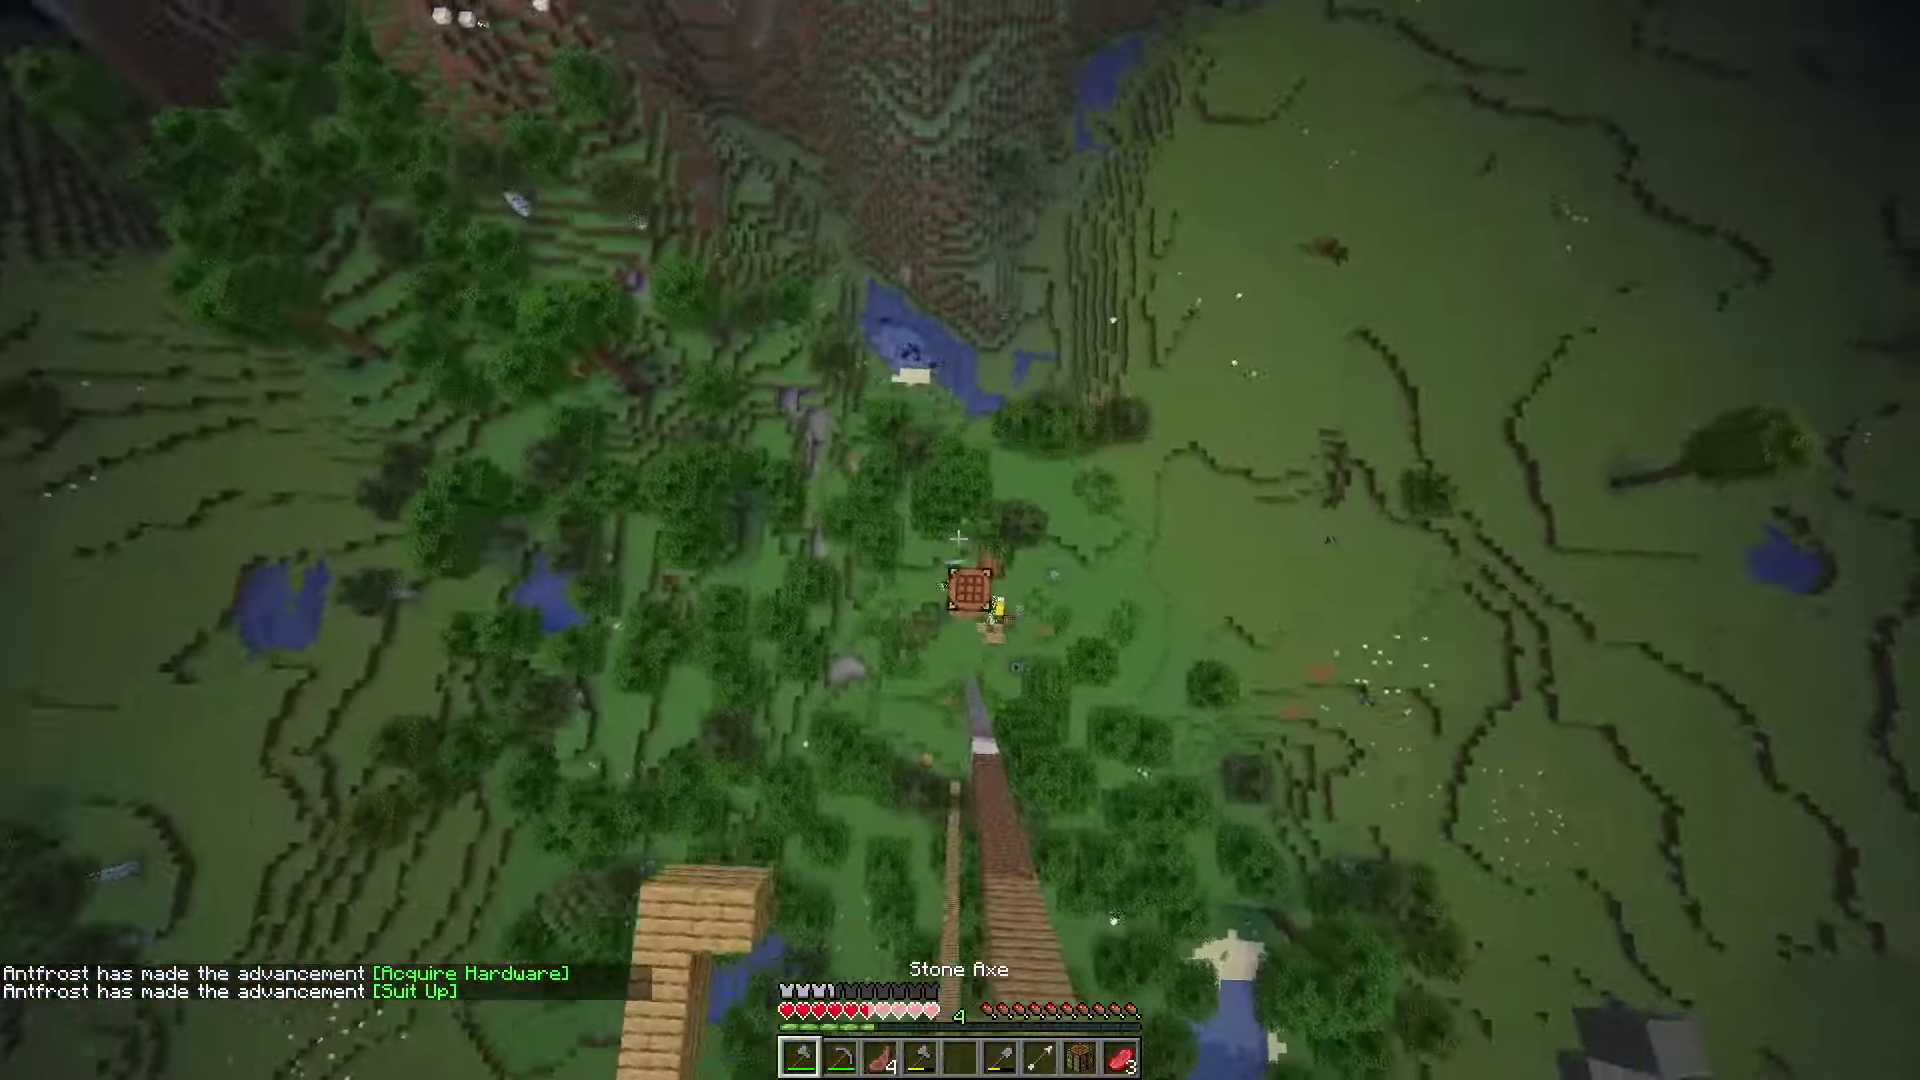 Antfrost has made the advancement [Acquire Hardware]
Antfrost has made the advancement [Suit Up]
Stone Axe
4
4
3